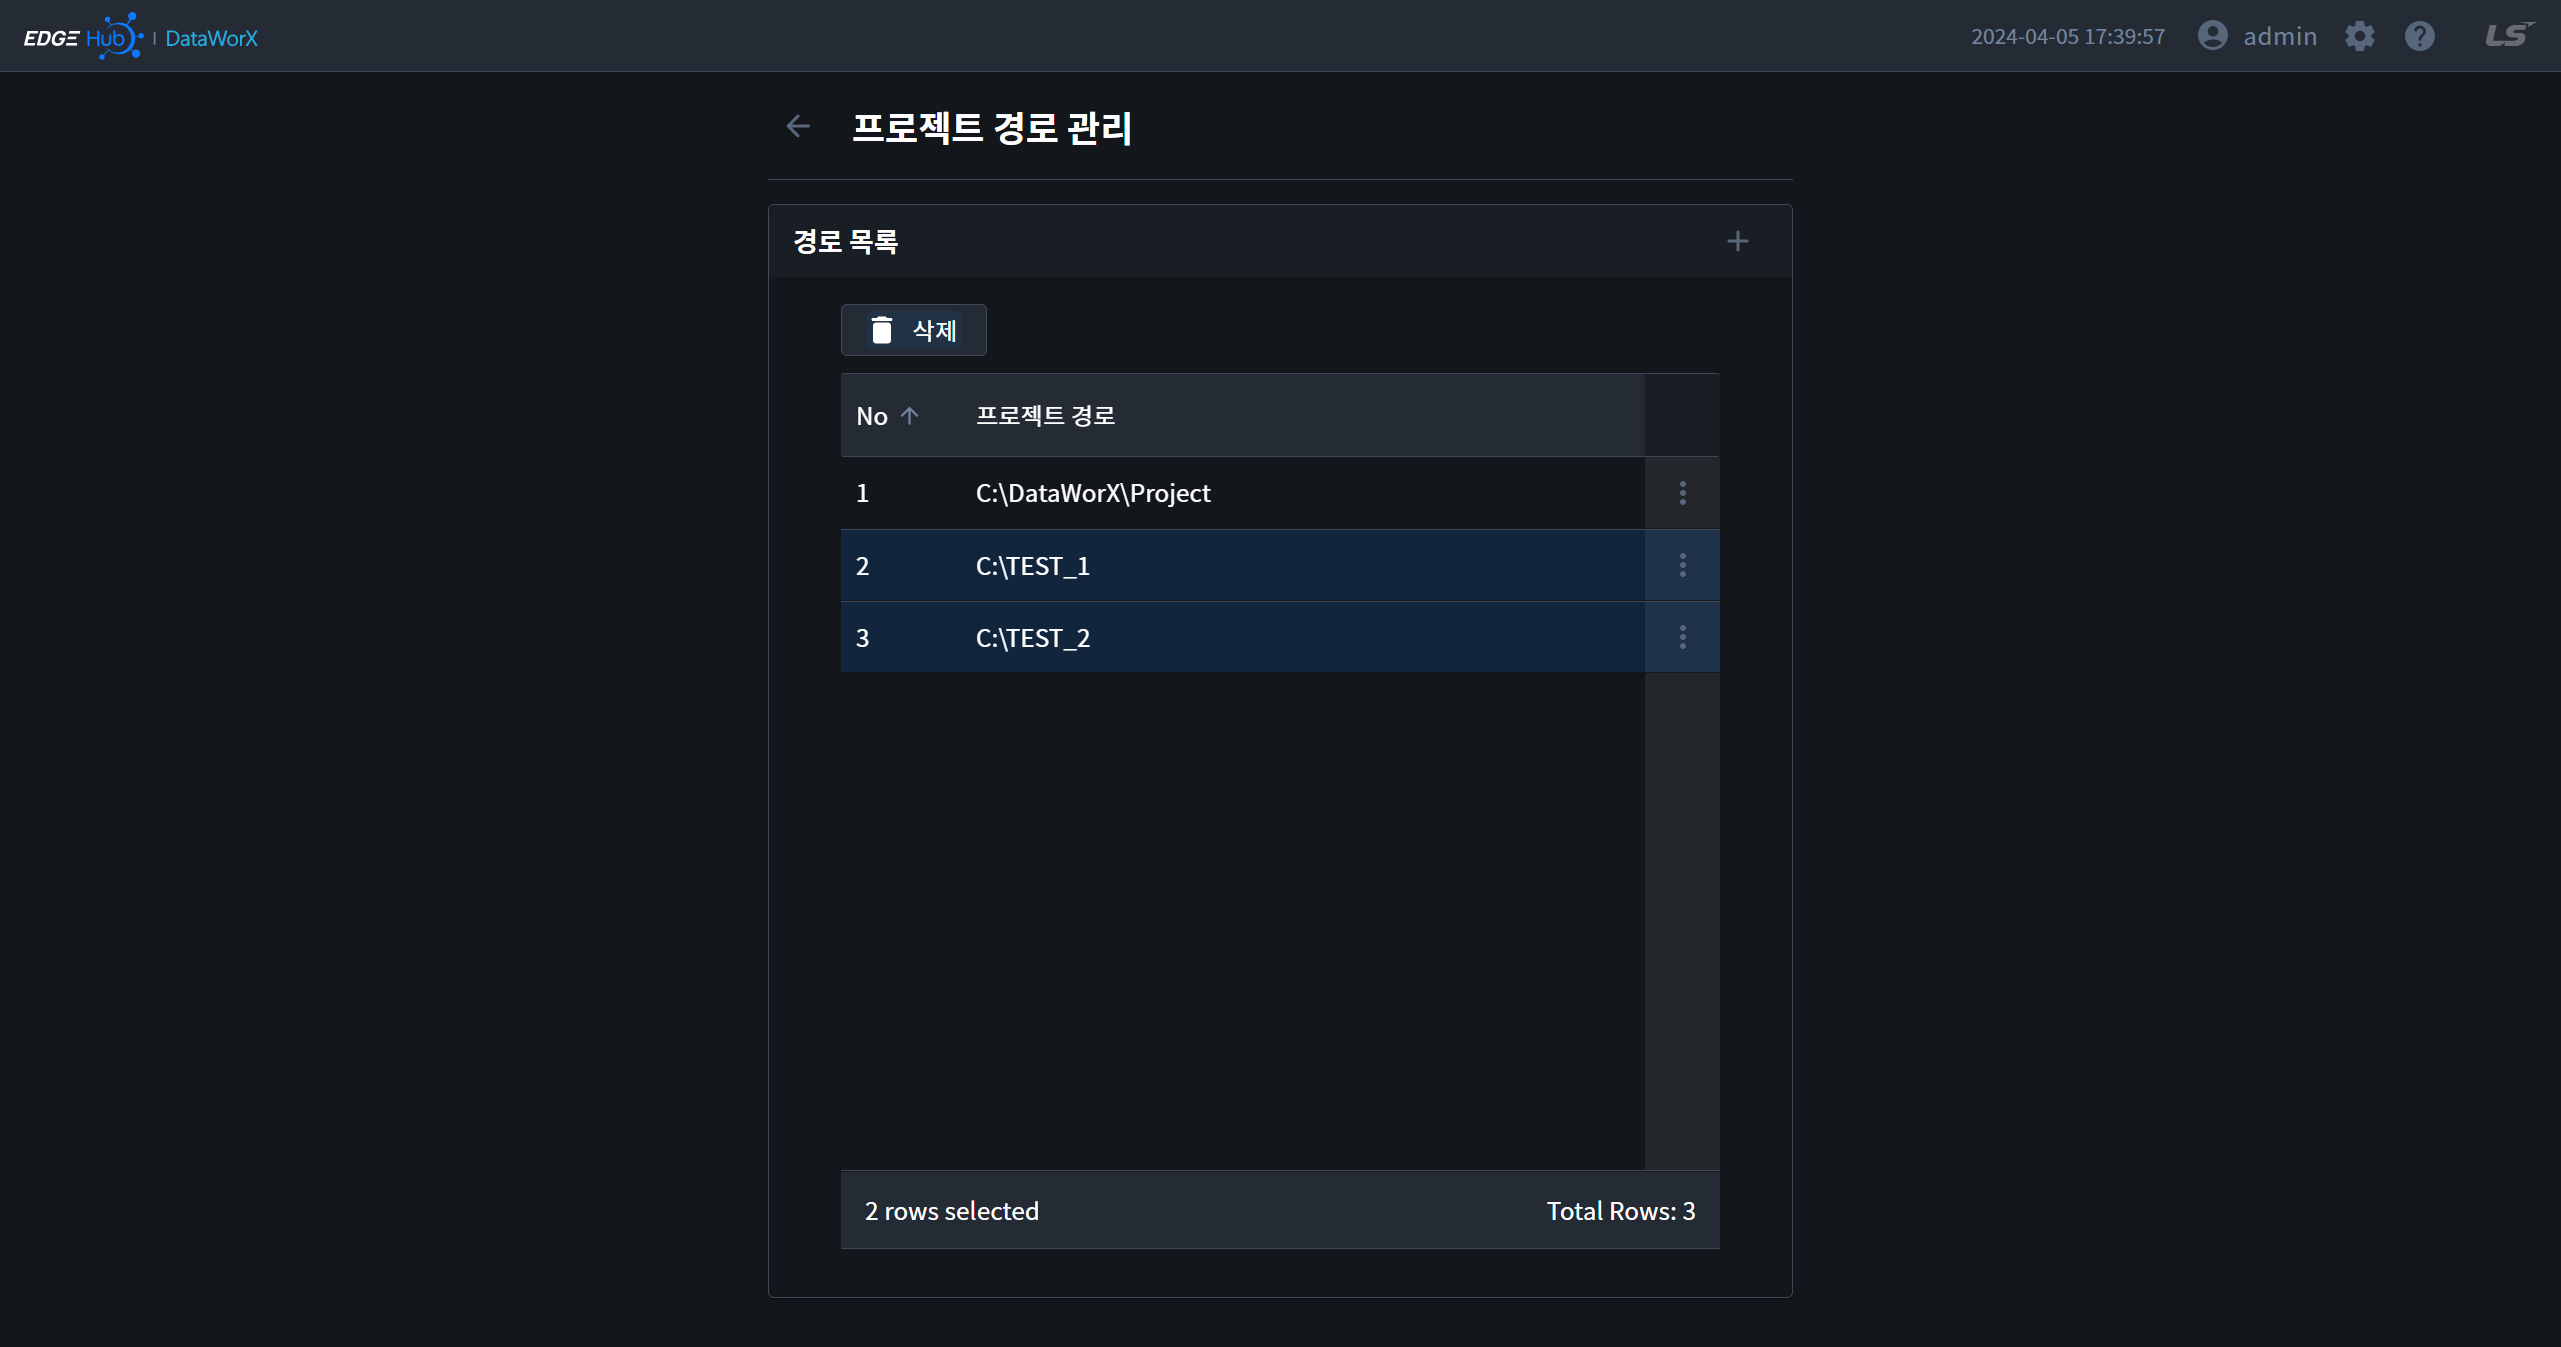 EDGE Hub | DataWorX
2024-04-05 17:39:57 admin LS
프로젝트 경로 관리
경로 목록
삭제
No 프로젝트 경로
1 C:\DataWorX\Project
2 C:\TEST_1
3 C:\TEST_2
2 rows selected Total Rows: 3